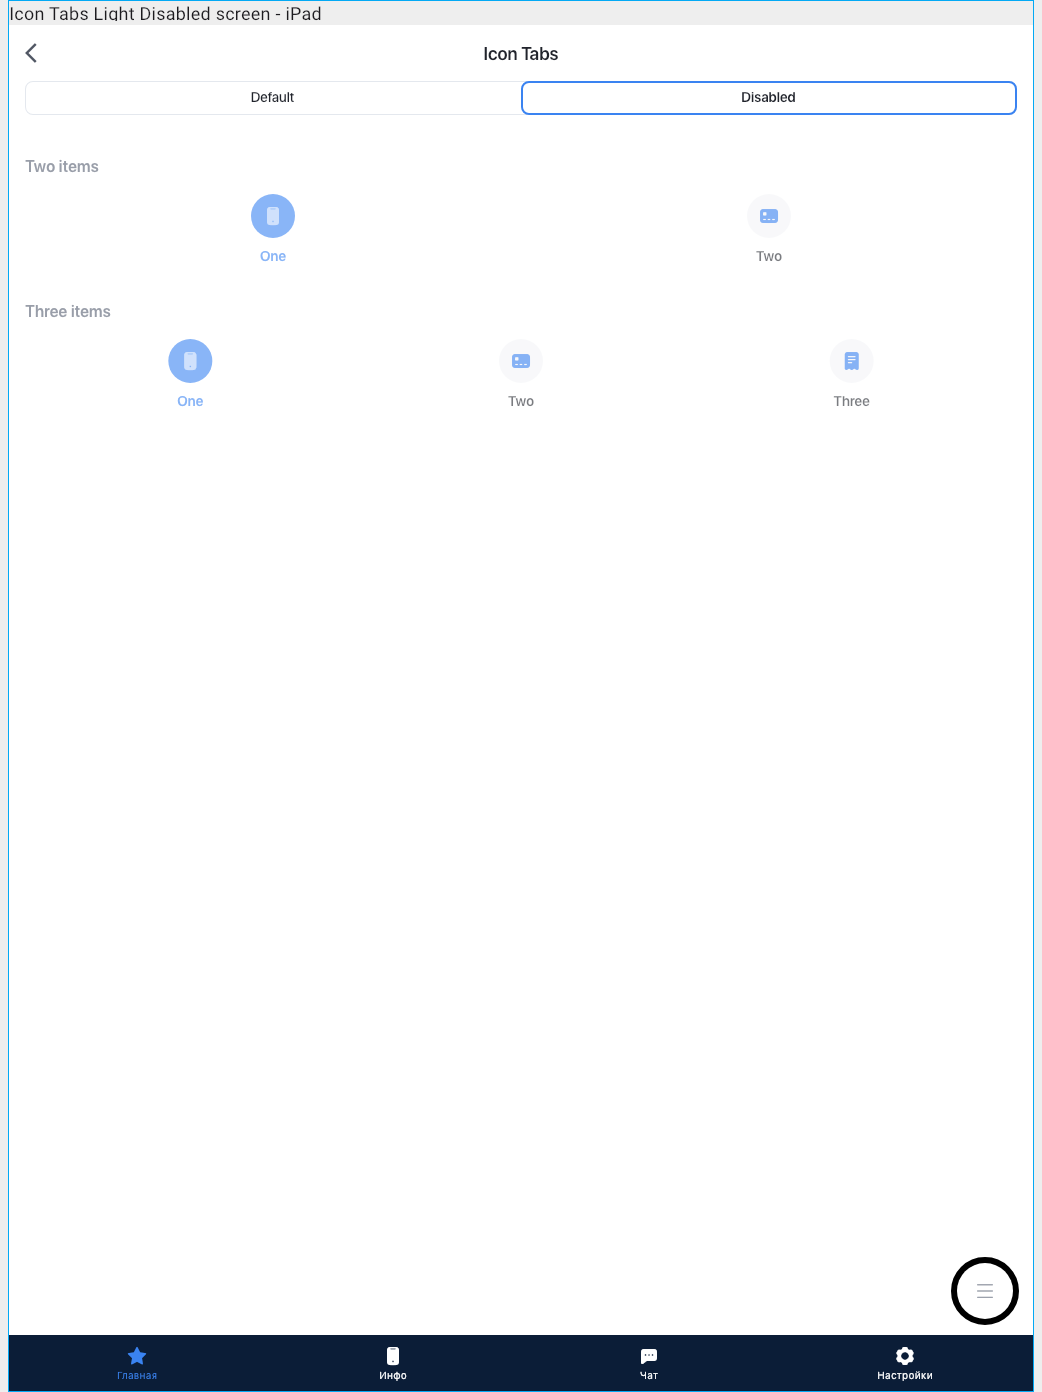 Icon Tabs Light Disabled screen - iPad
Icon Tabs
Default Disabled
Two items
One Two
Three items
One Two Three
Главная Инфо Чат Настройки